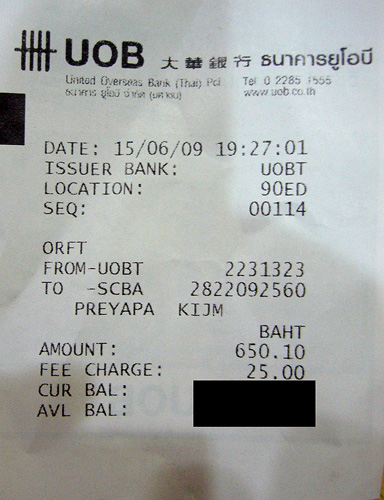 UOB 大華銀行 ธนาคารยูโอบี
United Overseas Bank (Thai) Pcl Tel 0 2285 1555
ธนาคาร ยูโอบี จำกัด (มหาชน) www.uob.co.th
DATE: 15/06/09 19:27:01
ISSUER BANK: UOBT
LOCATION: 90ED
SEQ: 00114
ORFT
FROM-UOBT 2231323
TO -SCBA 2822092560
PREYAPA KIJM
BAHT
AMOUNT: 650.10
FEE CHARGE: 25.00
CUR BAL:
AVL BAL: